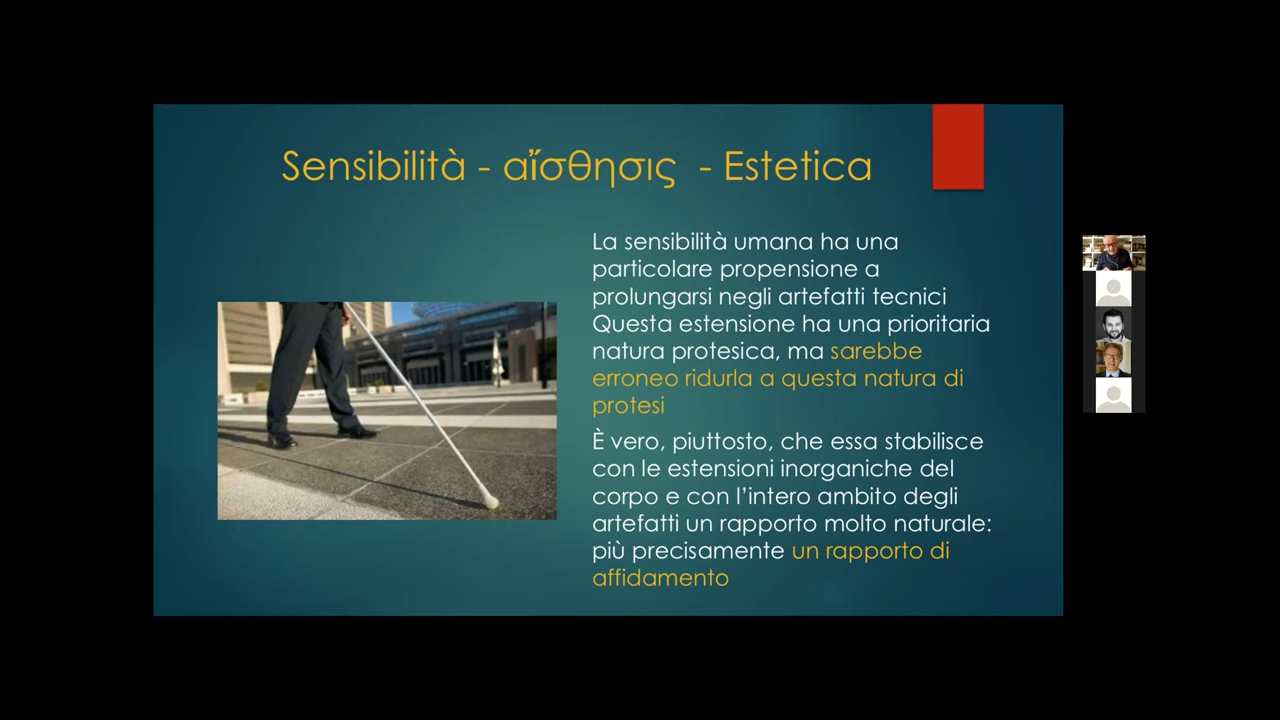 Sensibilità - αἴσθησις - Estetica
La sensibilità umana ha una
particolare propensione a
prolungarsi negli artefatti tecnici
Questa estensione ha una prioritaria
natura protesica, ma sarebbe
erroneo ridurla a questa natura di
protesi
È vero, piuttosto, che essa stabilisce
con le estensioni inorganiche del
corpo e con l’intero ambito degli
artefatti un rapporto molto naturale:
più precisamente un rapporto di
affidamento